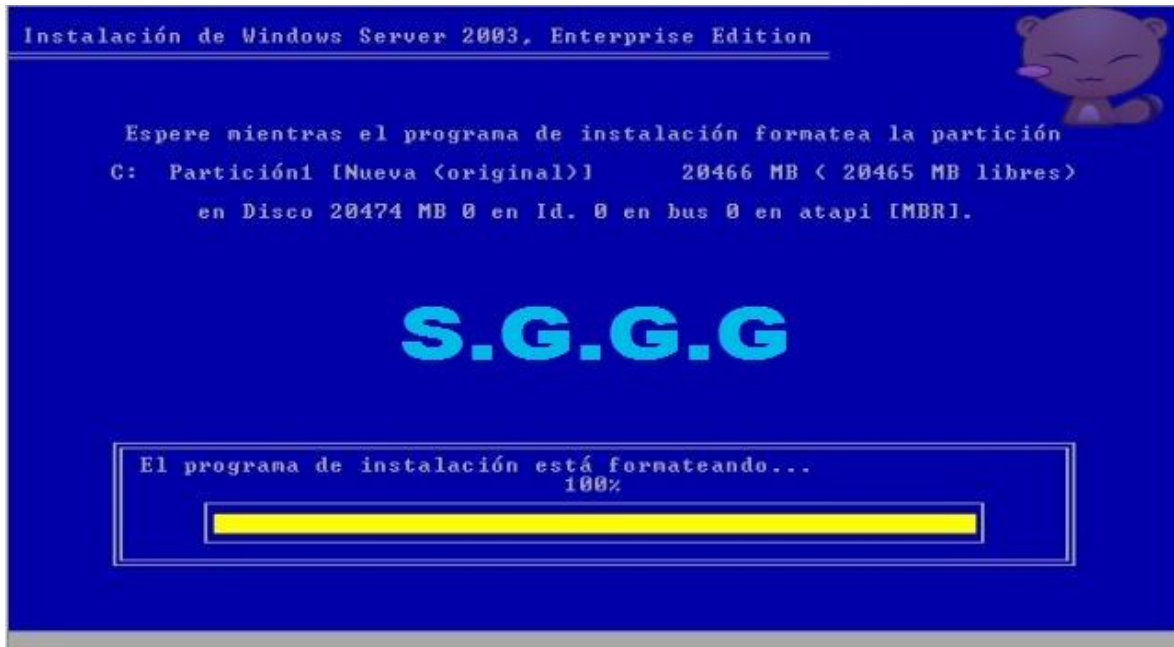 Instalación de Windows Server 2003, Enterprise Edition
Espere mientras el programa de instalación formatea la partición
C: Partición1 [Nueva <original>] 20466 MB < 20465 MB libres>
en Disco 20474 MB 0 en Id. 0 en bus 0 en atapi [MBR].
S.G.G.G
El programa de instalación está formateando...
100%